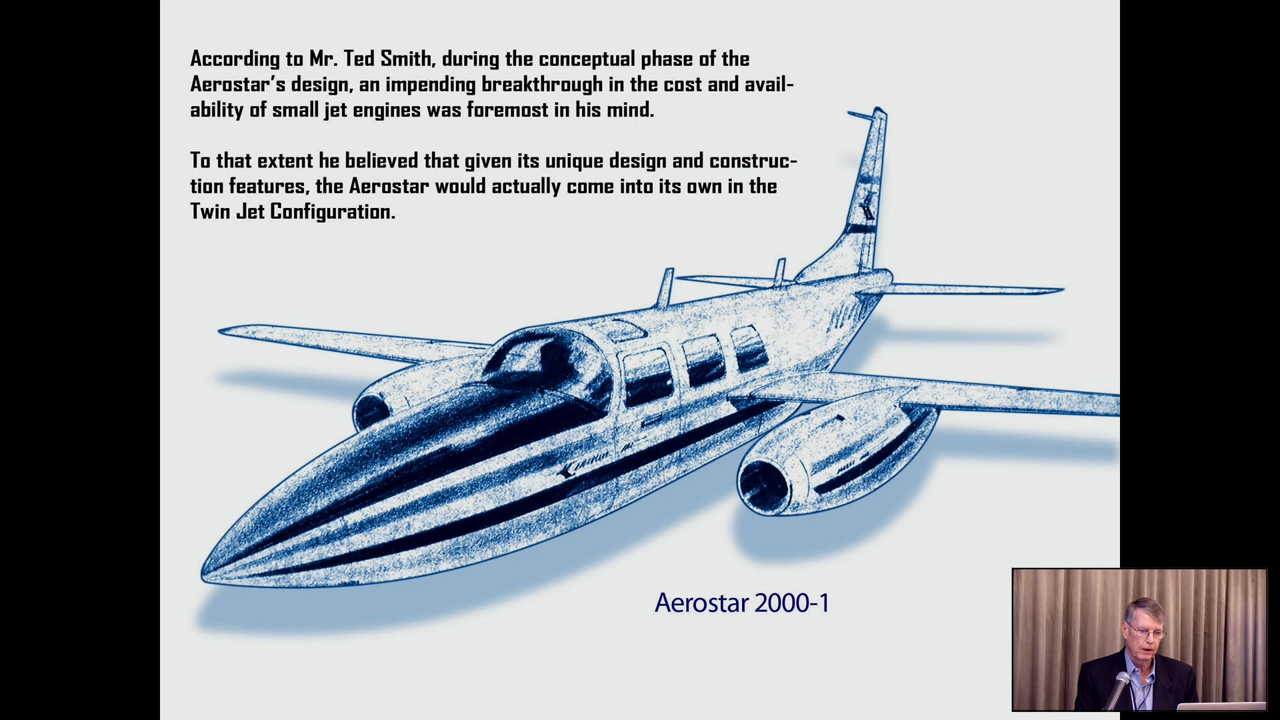 According to Mr. Ted Smith, during the conceptual phase of the
Aerostar's design, an impending breakthrough in the cost and avail-
ability of small jet engines was foremost in his mind.
To that extent he believed that given its unique design and construc-
tion features, the Aerostar would actually come into its own in the
Twin Jet Configuration.
Aerostar 2000-1